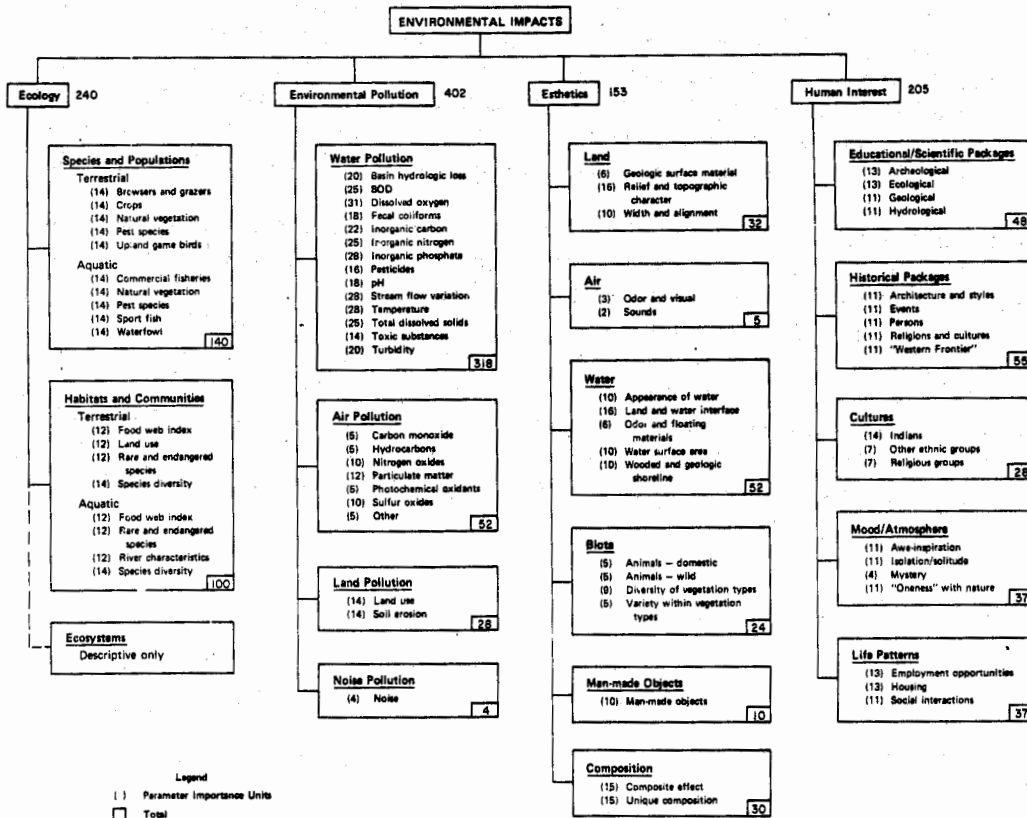 ENVIRONMENTAL IMPACTS
Ecology 240
Species and Populations
Terrestrial
(14) Browsers and grazers
(14) Crops
(14) Natural vegetation
(14) Pest species
(14) Up and game birds
Aquatic
(14) Commercial fisheries
(14) Natural vegetation
(14) Pest species
(14) Sport fish
(14) Waterfowl
140
Habitats and Communities
Terrestrial
(12) Food web index
(12) Land use
(12) Rare and endangered
species
(14) Species diversity
Aquatic
(12) Food web index
(12) Rare and endangered
species
(12) River characteristics
(14) Species diversity
100
Ecosystems
Descriptive only
Environmental Pollution 402
Water Pollution
(20) Basin hydrologic loss
(25) BOD
(31) Dissolved oxygen
(18) Fecal coliforms
(22) Inorganic carbon
(25) Inorganic nitrogen
(28) Inorganic phosphate
(16) Pesticides
(18) pH
(28) Stream flow variation
(28) Temperature
(25) Total dissolved solids
(14) Toxic substances
(20) Turbidity
318
Air Pollution
(5) Carbon monoxide
(5) Hydrocarbons
(10) Nitrogen oxides
(12) Particulate matter
(5) Photochemical oxidants
(10) Sulfur oxides
(5) Other
52
Land Pollution
(14) Land use
(14) Soil erosion
28
Noise Pollution
(4) Noise
4
Esthetics 153
Land
(6) Geologic surface material
(16) Relief and topographic
character
(10) Width and alignment
32
Air
(3) Odor and visual
(2) Sounds
5
Water
(10) Appearance of water
(16) Land and water interface
(6) Odor and floating
materials
(10) Water surface area
(10) Wooded and geologic
shoreline
52
Biota
(5) Animals – domestic
(5) Animals – wild
(9) Diversity of vegetation types
(5) Variety within vegetation
types
24
Man-made Objects
(10) Man-made objects
10
Composition
(15) Composite effect
(15) Unique composition
30
Human Interest 205
Educational/Scientific Packages
(13) Archeological
(13) Ecological
(11) Geological
(11) Hydrological
48
Historical Packages
(11) Architecture and styles
(11) Events
(11) Persons
(11) Religions and cultures
(11) "Western Frontier"
55
Cultures
(14) Indians
(7) Other ethnic groups
(7) Religious groups
28
Mood/Atmosphere
(11) Awe-inspiration
(11) Isolation/solitude
(4) Mystery
(11) "Oneness" with nature
37
Life Patterns
(13) Employment opportunities
(13) Housing
(11) Social interactions
37
Legend
( ) Parameter Importance Units
Total